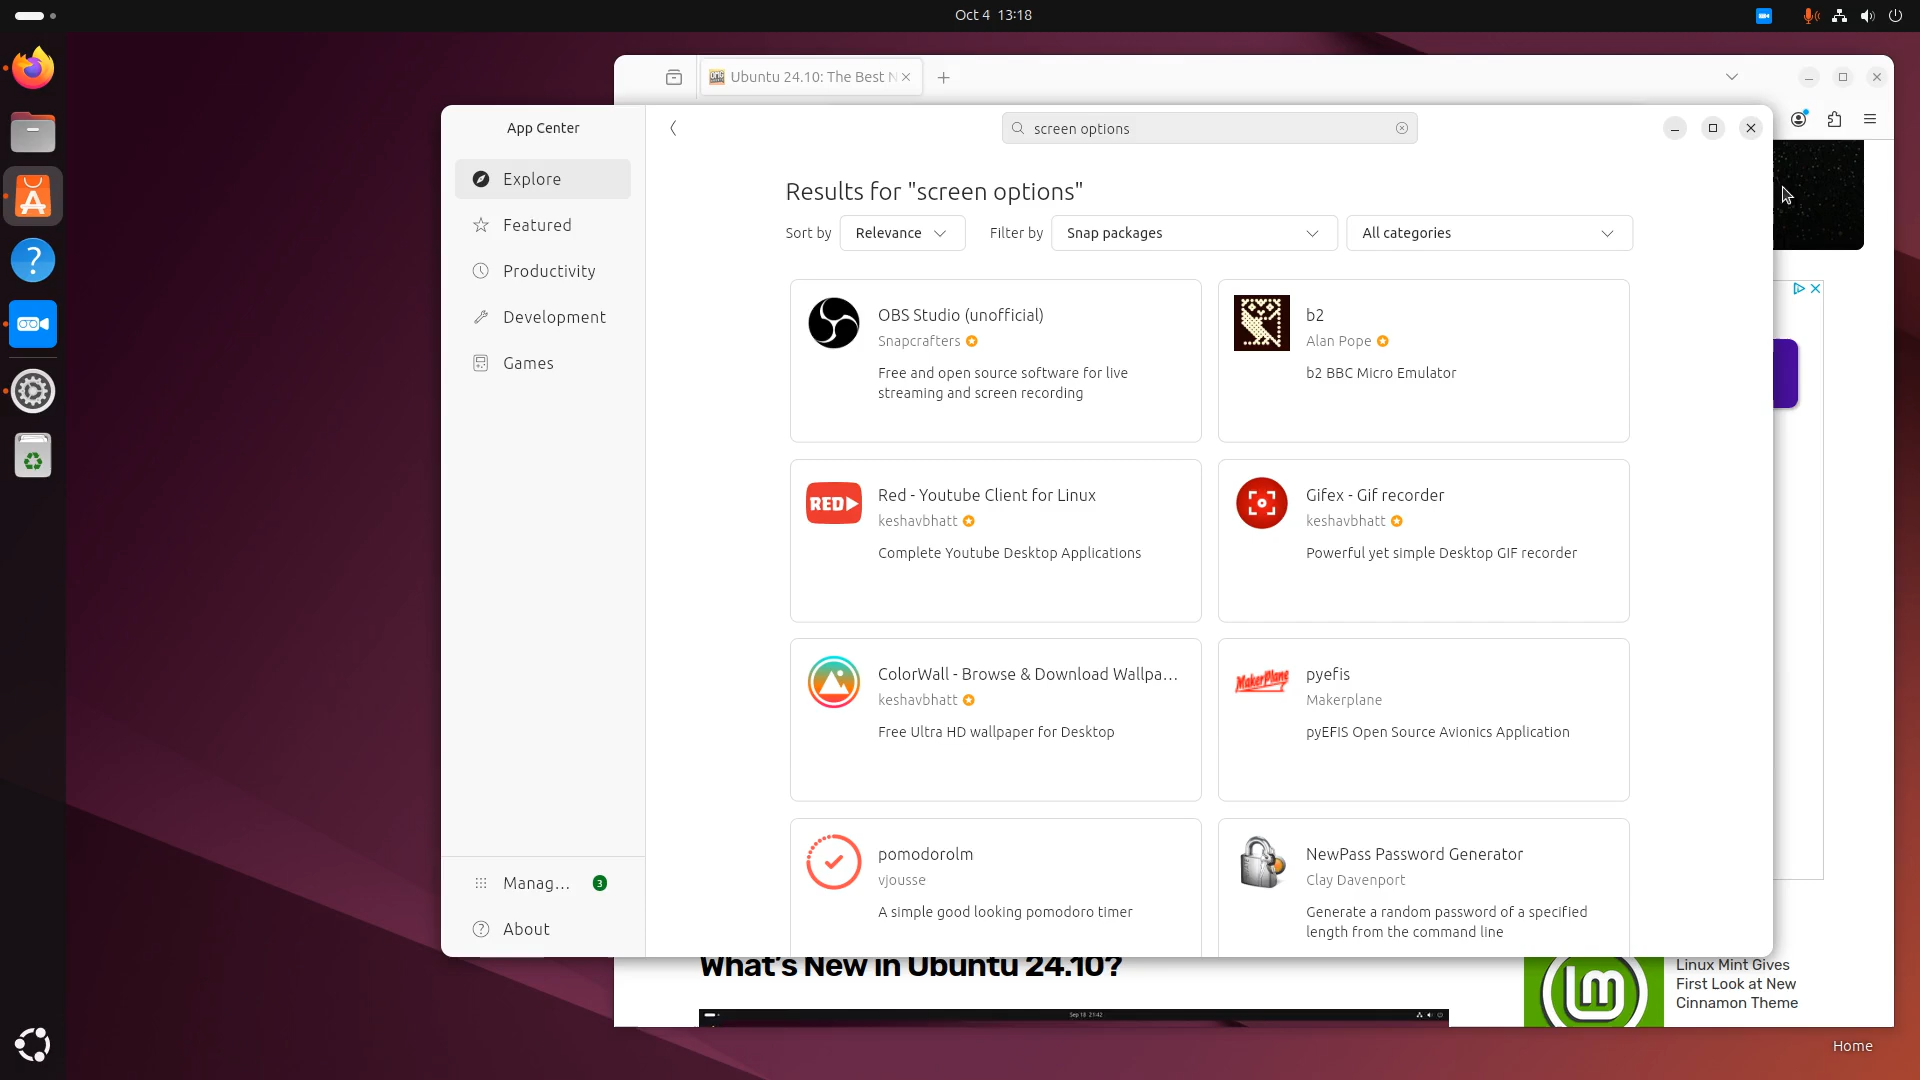 Oct 4 13:18
Ubuntu 24.10: The Best N
App Center
screen options
Explore
Featured
Productivity
Development
Games
Manag... 3
About
Results for "screen options"
Sort by Relevance Filter by Snap packages All categories
OBS Studio (unofficial)
Snapcrafters
Free and open source software for live
streaming and screen recording
b2
Alan Pope
b2 BBC Micro Emulator
RED
Red - Youtube Client for Linux
keshavbhatt
Complete Youtube Desktop Applications
Gifex - Gif recorder
keshavbhatt
Powerful yet simple Desktop GIF recorder
ColorWall - Browse & Download Wallpa...
keshavbhatt
Free Ultra HD wallpaper for Desktop
MakerPlane
pyefis
Makerplane
pyEFIS Open Source Avionics Application
pomodorolm
vjousse
A simple good looking pomodoro timer
NewPass Password Generator
Clay Davenport
Generate a random password of a specified
length from the command line
What's New in Ubuntu 24.10?
Sep 18 21:42
Linux Mint Gives
First Look at New
Cinnamon Theme
Home